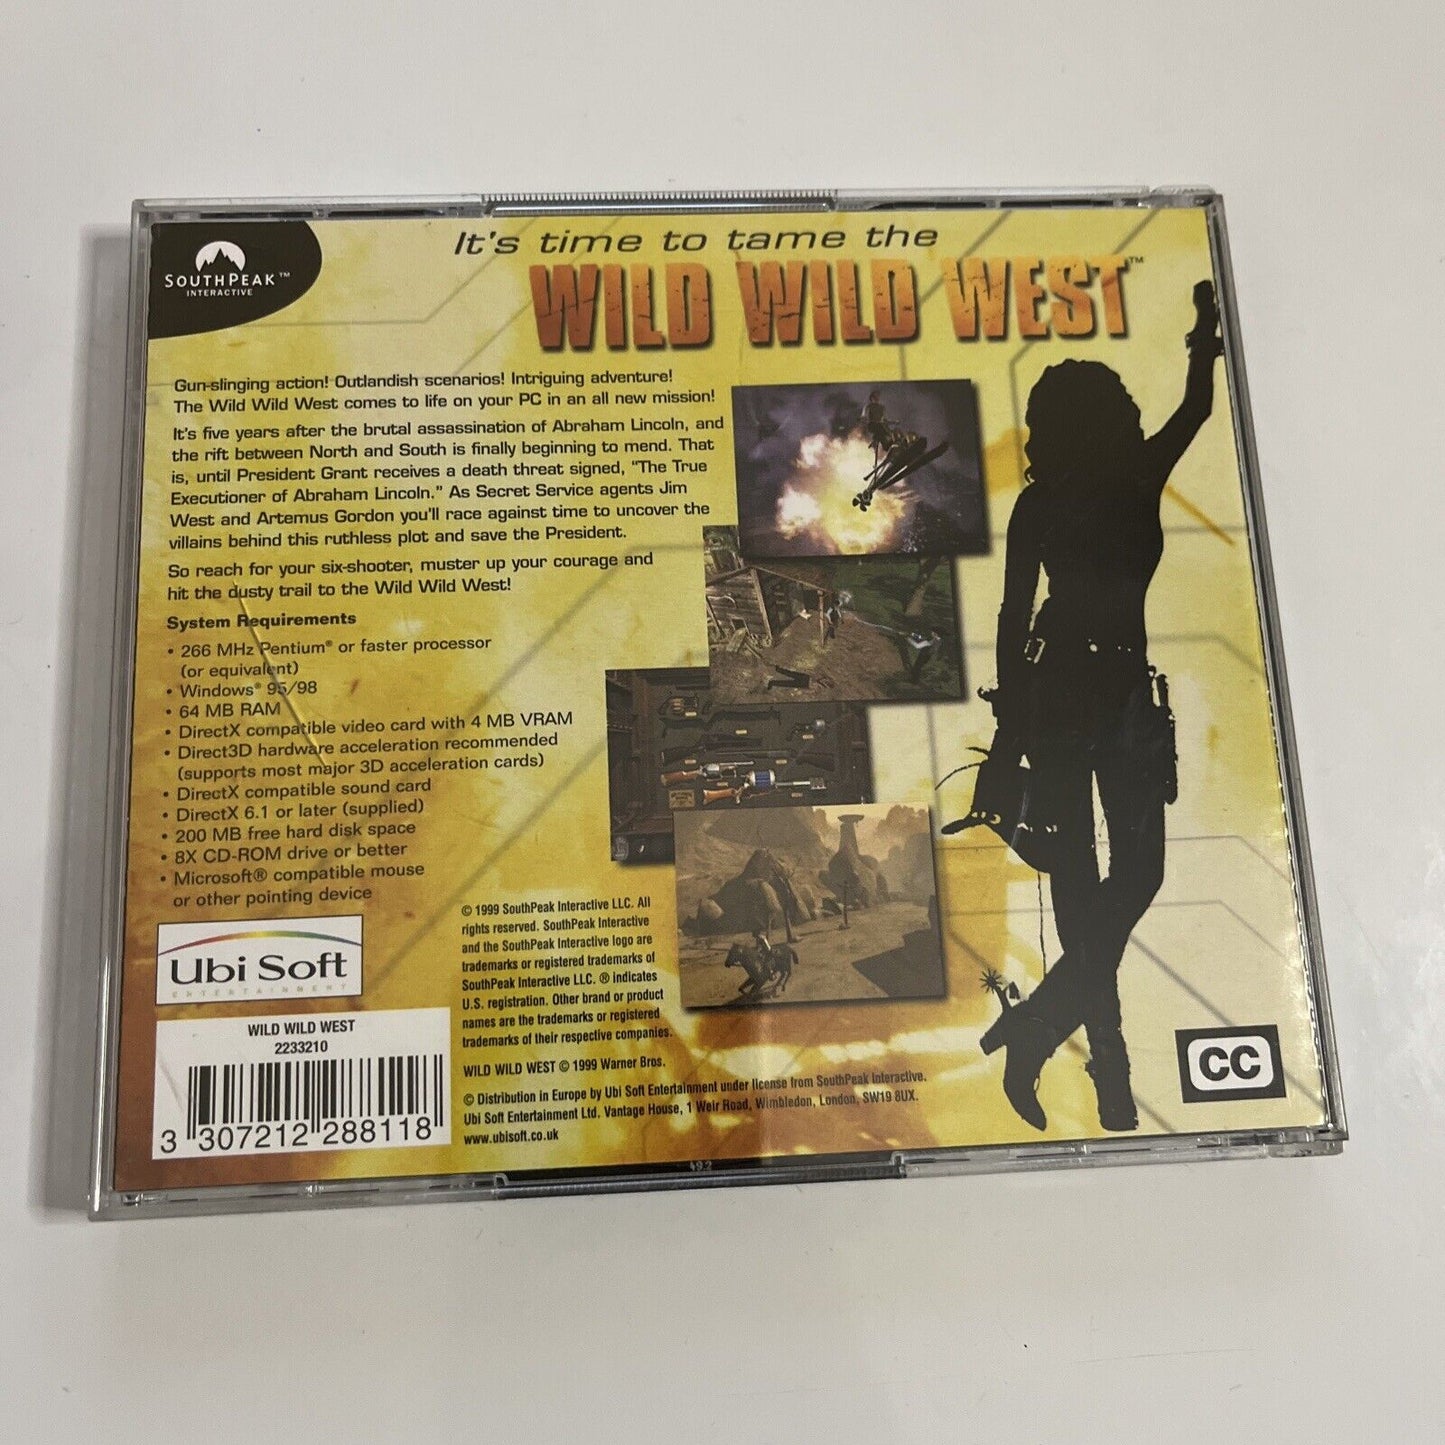 SOUTHPEAK™
INTERACTIVE
It's time to tame the
WILD WILD WEST™
Gun-slinging action! Outlandish scenarios! Intriguing adventure!
The Wild Wild West comes to life on your PC in an all new mission!
It's five years after the brutal assassination of Abraham Lincoln, and
the rift between North and South is finally beginning to mend. That
is, until President Grant receives a death threat signed, "The True
Executioner of Abraham Lincoln." As Secret Service agents Jim
West and Artemus Gordon you'll race against time to uncover the
villains behind this ruthless plot and save the President.
So reach for your six-shooter, muster up your courage and
hit the dusty trail to the Wild Wild West!
System Requirements
• 266 MHz Pentium® or faster processor
(or equivalent)
• Windows® 95/98
• 64 MB RAM
• DirectX compatible video card with 4 MB VRAM
• Direct3D hardware acceleration recommended
(supports most major 3D acceleration cards)
• DirectX compatible sound card
• DirectX 6.1 or later (supplied)
• 200 MB free hard disk space
• 8X CD-ROM drive or better
• Microsoft® compatible mouse
or other pointing device
Ubi Soft
ENTERTAINMENT
WILD WILD WEST
2233210
3 307212 288118
© 1999 SouthPeak Interactive LLC. All
rights reserved. SouthPeak Interactive
and the SouthPeak Interactive logo are
trademarks or registered trademarks of
SouthPeak Interactive LLC. ® indicates
U.S. registration. Other brand or product
names are the trademarks or registered
trademarks of their respective companies.
WILD WILD WEST © 1999 Warner Bros.
© Distribution in Europe by Ubi Soft Entertainment under license from SouthPeak Interactive.
Ubi Soft Entertainment Ltd. Vantage House, 1 Weir Road, Wimbledon, London, SW19 8UX.
www.ubisoft.co.uk
CC